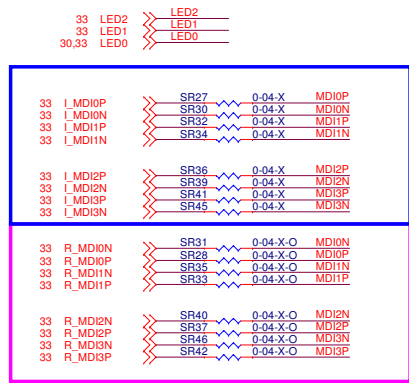 33 LED2 LED2
33 LED1 LED1
30,33 LED0 LED0
33 I_MDI0P SR27 0-04-X MDI0P
33 I_MDI0N SR30 0-04-X MDI0N
33 I_MDI1P SR32 0-04-X MDI1P
33 I_MDI1N SR34 0-04-X MDI1N
33 I_MDI2P SR36 0-04-X MDI2P
33 I_MDI2N SR39 0-04-X MDI2N
33 I_MDI3P SR41 0-04-X MDI3P
33 I_MDI3N SR45 0-04-X MDI3N
33 R_MDI0N SR31 0-04-X-O MDI0N
33 R_MDI0P SR28 0-04-X-O MDI0P
33 R_MDI1N SR35 0-04-X-O MDI1N
33 R_MDI1P SR33 0-04-X-O MDI1P
33 R_MDI2N SR40 0-04-X-O MDI2N
33 R_MDI2P SR37 0-04-X-O MDI2P
33 R_MDI3N SR46 0-04-X-O MDI3N
33 R_MDI3P SR42 0-04-X-O MDI3P